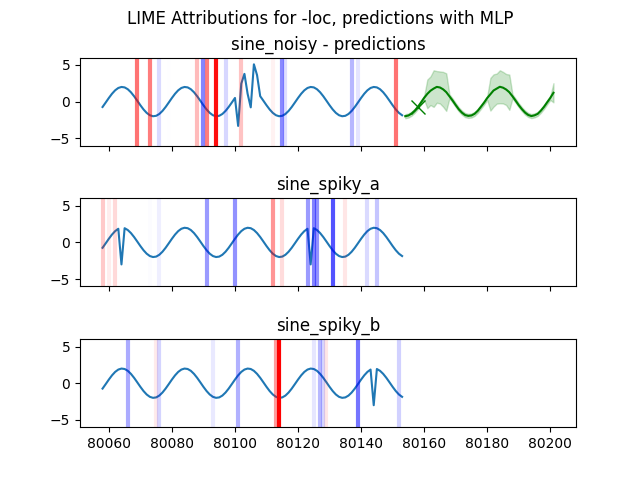 LIME Attributions for -loc, predictions with MLP
sine_noisy - predictions
5
0
−5
sine_spiky_a
5
0
−5
sine_spiky_b
5
0
−5
80060 80080 80100 80120 80140 80160 80180 80200